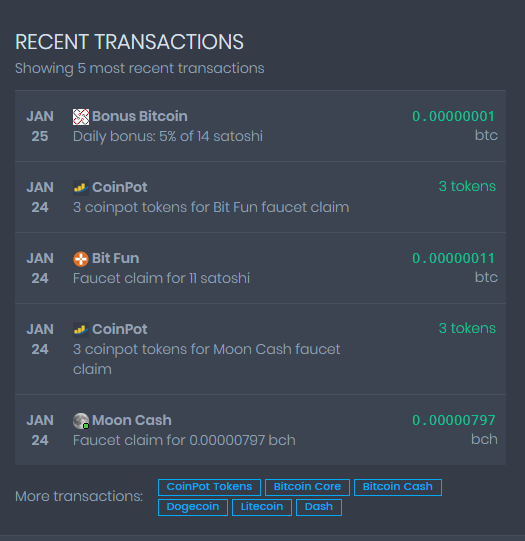 RECENT TRANSACTIONS
Showing 5 most recent transactions
JAN 25
Bonus Bitcoin
Daily bonus: 5% of 14 satoshi
0.00000001
btc
JAN 24
CoinPot
3 coinpot tokens for Bit Fun faucet claim
3 tokens
JAN 24
Bit Fun
Faucet claim for 11 satoshi
0.00000011
btc
JAN 24
CoinPot
3 coinpot tokens for Moon Cash faucet
claim
3 tokens
JAN 24
Moon Cash
Faucet claim for 0.00000797 bch
0.00000797
bch
More transactions:
CoinPot Tokens Bitcoin Core Bitcoin Cash
Dogecoin Litecoin Dash